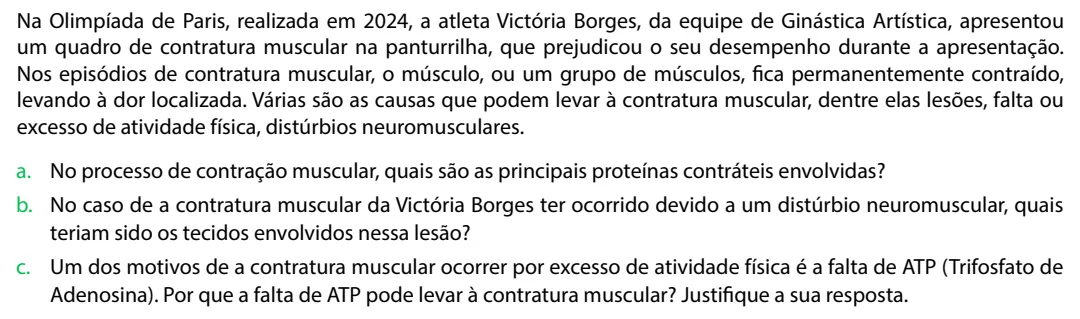 Na Olimpíada de Paris, realizada em 2024, a atleta Victória Borges, da equipe de Ginástica Artística, apresentou
um quadro de contratura muscular na panturrilha, que prejudicou o seu desempenho durante a apresentação.
Nos episódios de contratura muscular, o músculo, ou um grupo de músculos, fica permanentemente contraído,
levando à dor localizada. Várias são as causas que podem levar à contratura muscular, dentre elas lesões, falta ou
excesso de atividade física, distúrbios neuromusculares.
a. No processo de contração muscular, quais são as principais proteínas contráteis envolvidas?
b. No caso de a contratura muscular da Victória Borges ter ocorrido devido a um distúrbio neuromuscular, quais
teriam sido os tecidos envolvidos nessa lesão?
c. Um dos motivos de a contratura muscular ocorrer por excesso de atividade física é a falta de ATP (Trifosfato de
Adenosina). Por que a falta de ATP pode levar à contratura muscular? Justifique a sua resposta.